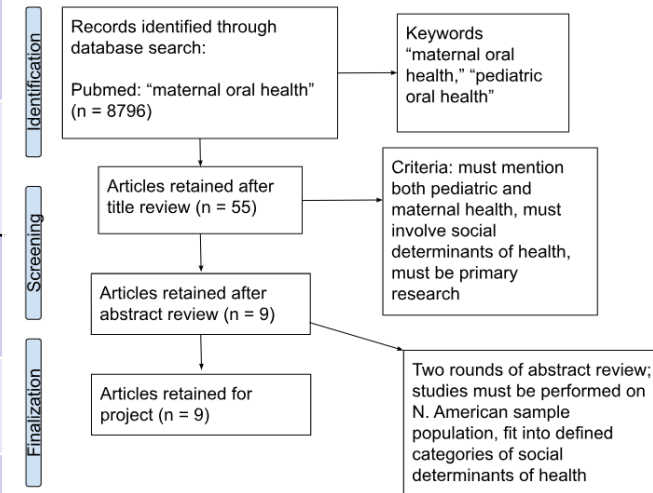 Identification
Records identified through
database search:
Pubmed: “maternal oral health”
(n = 8796)
Keywords
“maternal oral
health,” “pediatric
oral health”
Screening
Articles retained after
title review (n = 55)
Criteria: must mention
both pediatric and
maternal health, must
involve social
determinants of health,
must be primary
research
Articles retained after
abstract review (n = 9)
Finalization
Articles retained for
project (n = 9)
Two rounds of abstract review;
studies must be performed on
N. American sample
population, fit into defined
categories of social
determinants of health